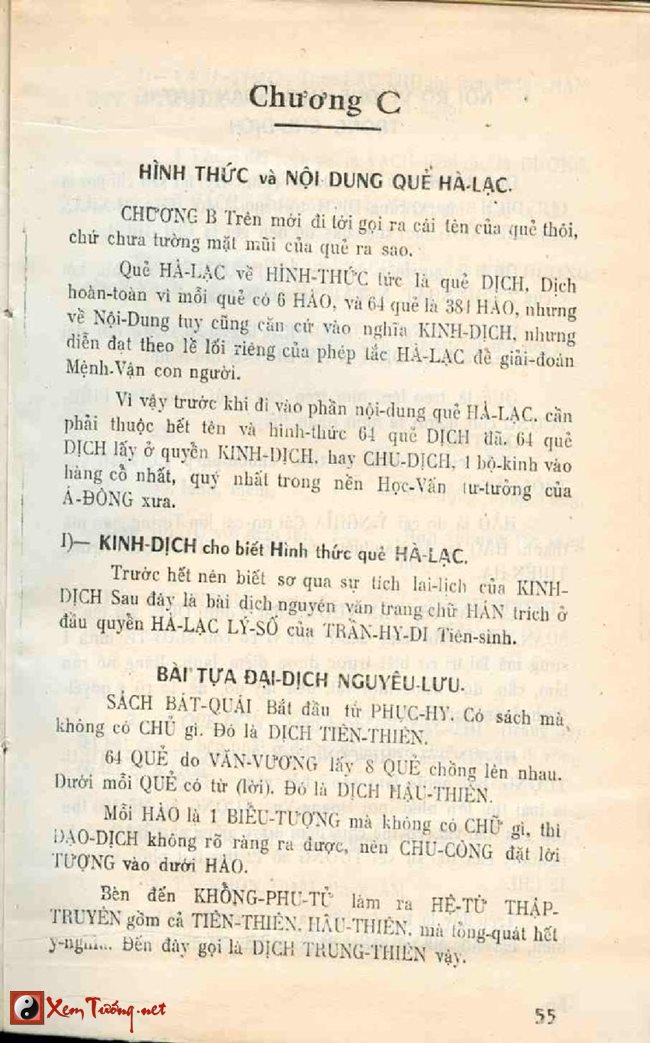 Chương C
HÌNH THỨC và NỘI DUNG QUẺ HÀ-LẠC.
CHƯƠNG B Trên mới đi tới gọi ra cái tên của quẻ thôi,
chứ chưa tường mặt mũi của quẻ ra sao.
Quẻ HÀ-LẠC về HÌNH-THỨC tức là quẻ DỊCH, Dịch
hoàn-toàn vì mỗi quẻ có 6 HÀO, và 64 quẻ là 384 HÀO, nhưng
về Nội-Dung tuy cũng căn cứ vào nghĩa KINH-DỊCH, nhưng
diễn đạt theo lề lối riêng của phép tắc HÀ-LẠC để giải-đoán
Mệnh-Vận con người.
Vì vậy trước khi đi vào phần nội-dung quẻ HÀ-LẠC, cần
phải thuộc hết tên và hình-thức 64 quẻ DỊCH đã. 64 quẻ
DỊCH lấy ở quyển KINH-DỊCH, hay CHU-DỊCH, 1 bộ-kinh vào
hàng cổ nhất, quý nhất trong nền Học-Vấn tư-tưởng của
Á-ĐÔNG xưa.
I)— KINH-DỊCH cho biết Hình thức quẻ HÀ-LẠC.
Trước hết nên biết sơ qua sự tích lai-lịch của KINH-
DỊCH Sau đây là bài dịch nguyên văn trang chữ HÁN trích ở
đầu quyển HÀ-LẠC LÝ-SỐ của TRẦN-HY-DI Tiên-sinh.
BÀI TỰA ĐẠI-DỊCH NGUYÊU-LƯU.
SÁCH BÁT-QUÁI Bắt đầu từ PHỤC-HY. Có sách mà
không có CHỦ gì. Đó là DỊCH TIÊN-THIÊN.
64 QUẺ do VĂN-VƯƠNG lấy 8 QUẺ chồng lên nhau.
Dưới mỗi QUẺ có từ (lời). Đó là DỊCH HẬU-THIÊN.
Mỗi HÀO là 1 BIỂU-TƯỢNG mà không có CHỮ gì, thì
ĐẠO-DỊCH không rõ ràng ra được, nên CHU-CÔNG đặt lời
TƯỢNG vào dưới HÀO.
Bèn đến KHỔNG-PHU-TỬ làm ra HỆ-TỪ THẬP-
TRUYỆN gồm cả TIÊN-THIÊN, HẬU-THIÊN, mà tổng-quát hết
Đến đây gọi là DỊCH TRUNG-THIÊN vậy.
XemTướng.net
55